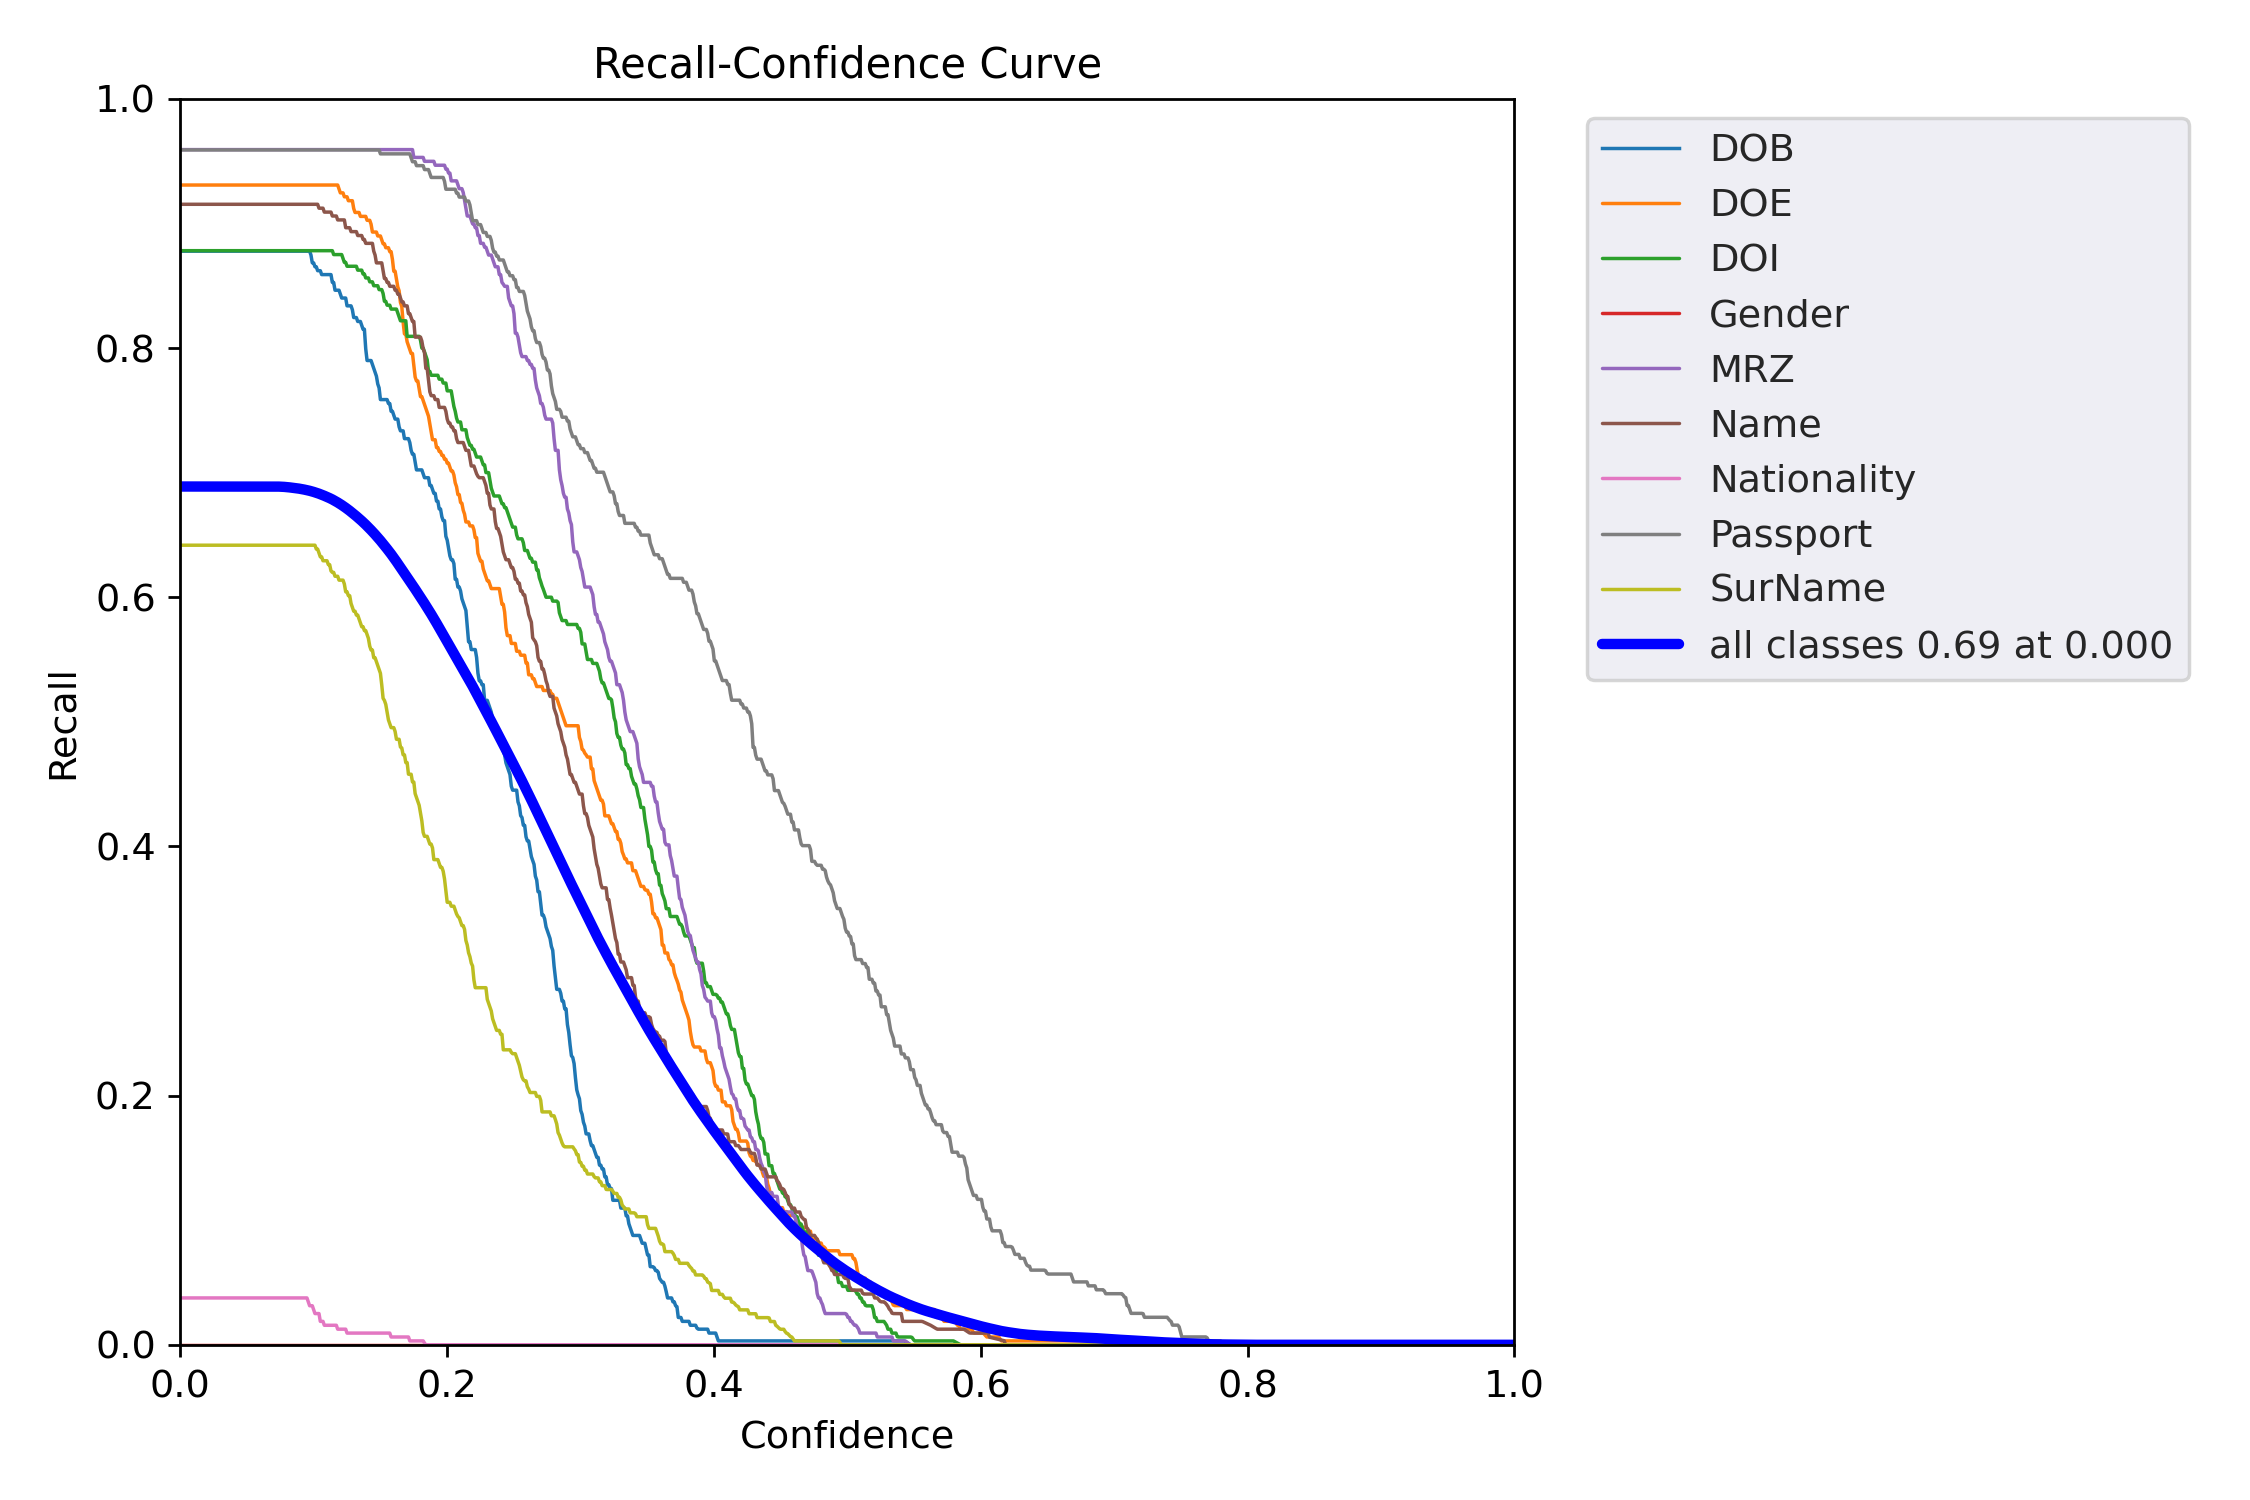 Recall-Confidence Curve
1.0
0.8
0.6
0.4
0.2
0.0
Recall
0.0 0.2 0.4 0.6 0.8 1.0
Confidence
DOB
DOE
DOI
Gender
MRZ
Name
Nationality
Passport
SurName
all classes 0.69 at 0.000